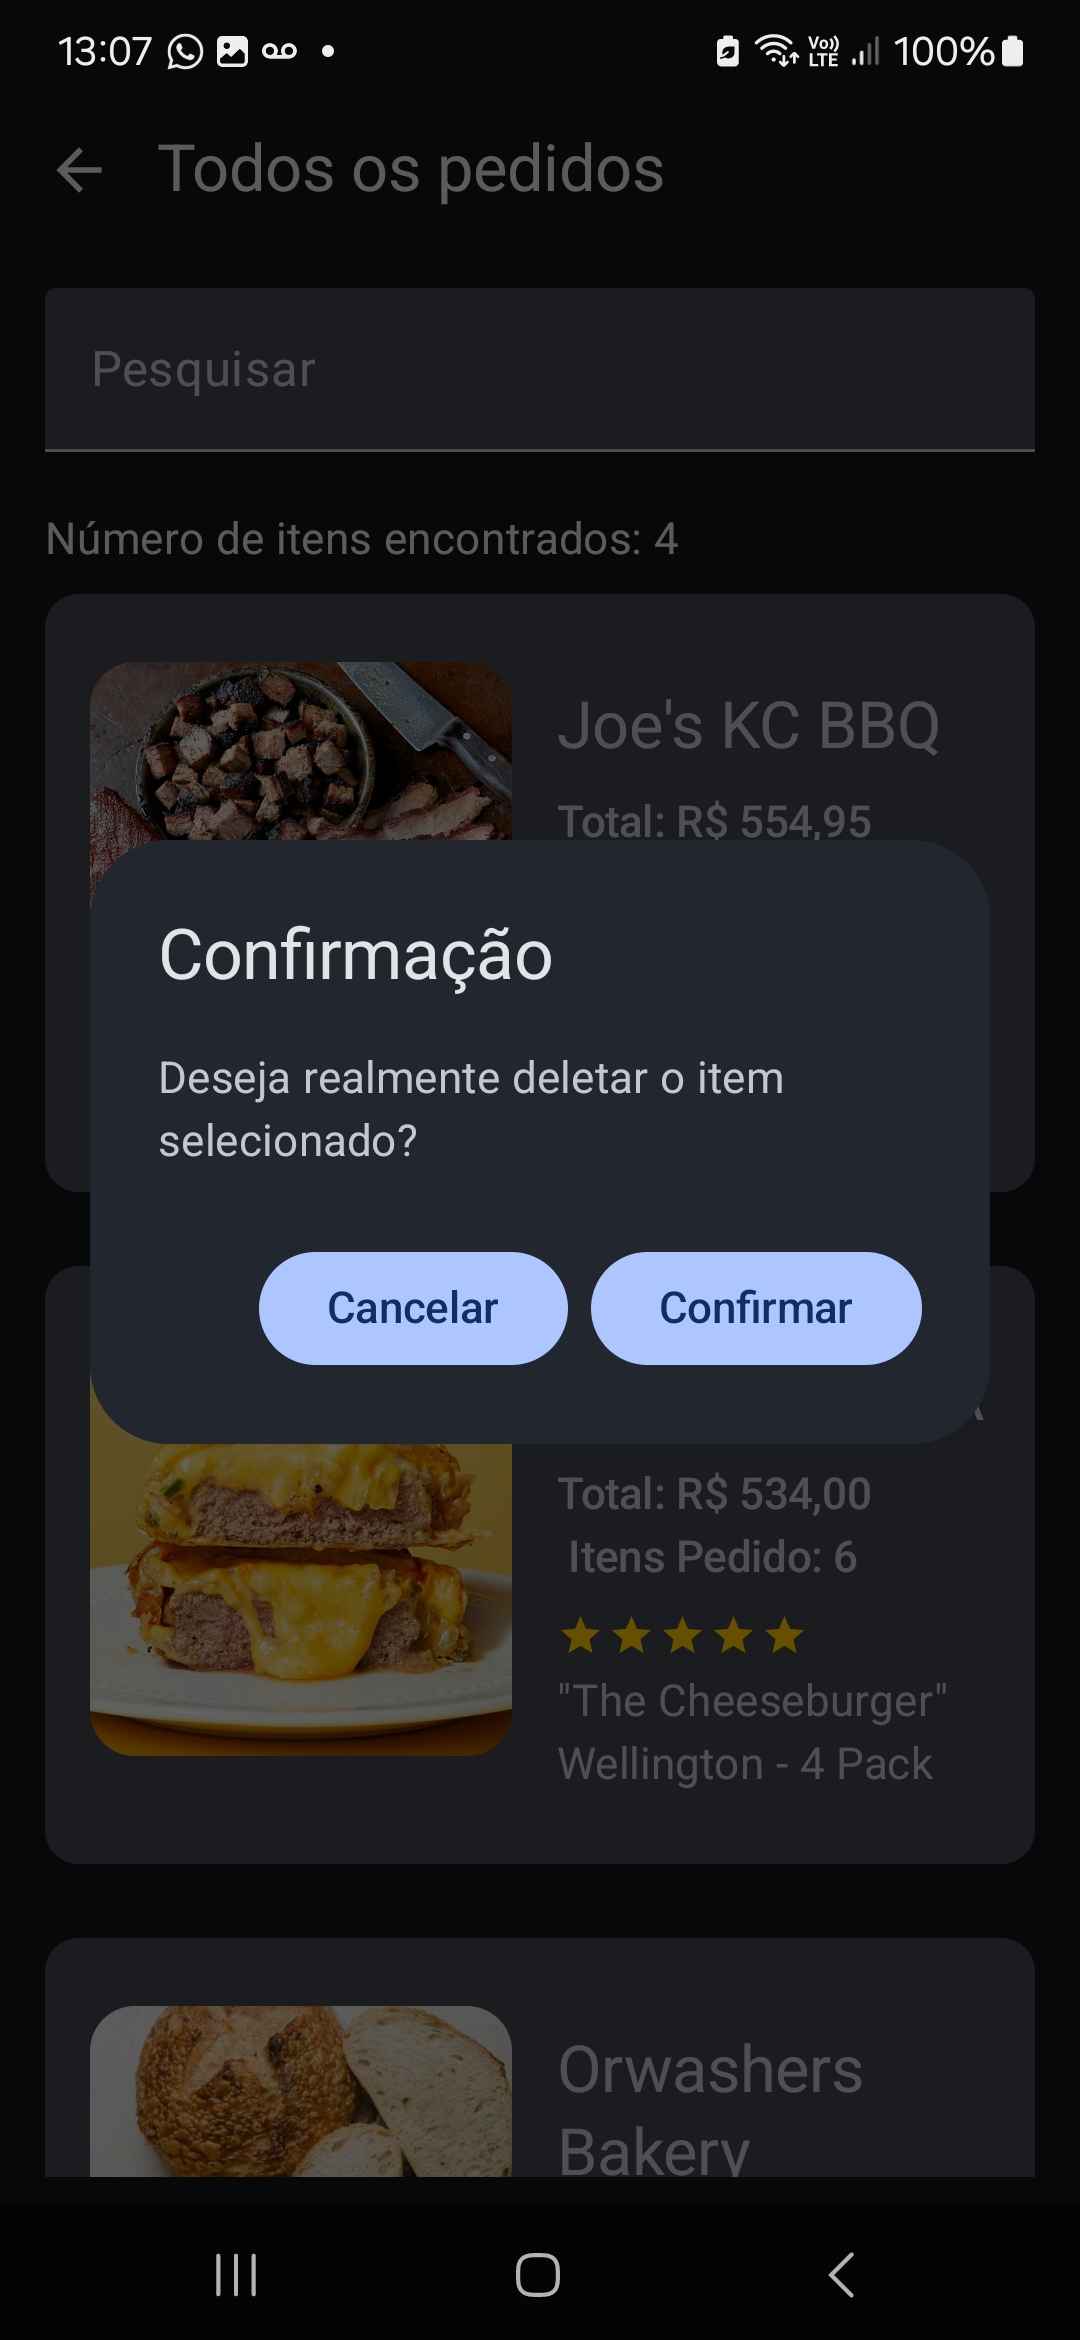 13:07
Vo)) LTE
100%
Todos os pedidos
Pesquisar
Número de itens encontrados: 4
Joe's KC BBQ
Total: R$ 554,95
Confirmação
Deseja realmente deletar o item
selecionado?
Cancelar
Confirmar
Total: R$ 534,00
Itens Pedido: 6
"The Cheeseburger"
Wellington - 4 Pack
Orwashers
Bakery